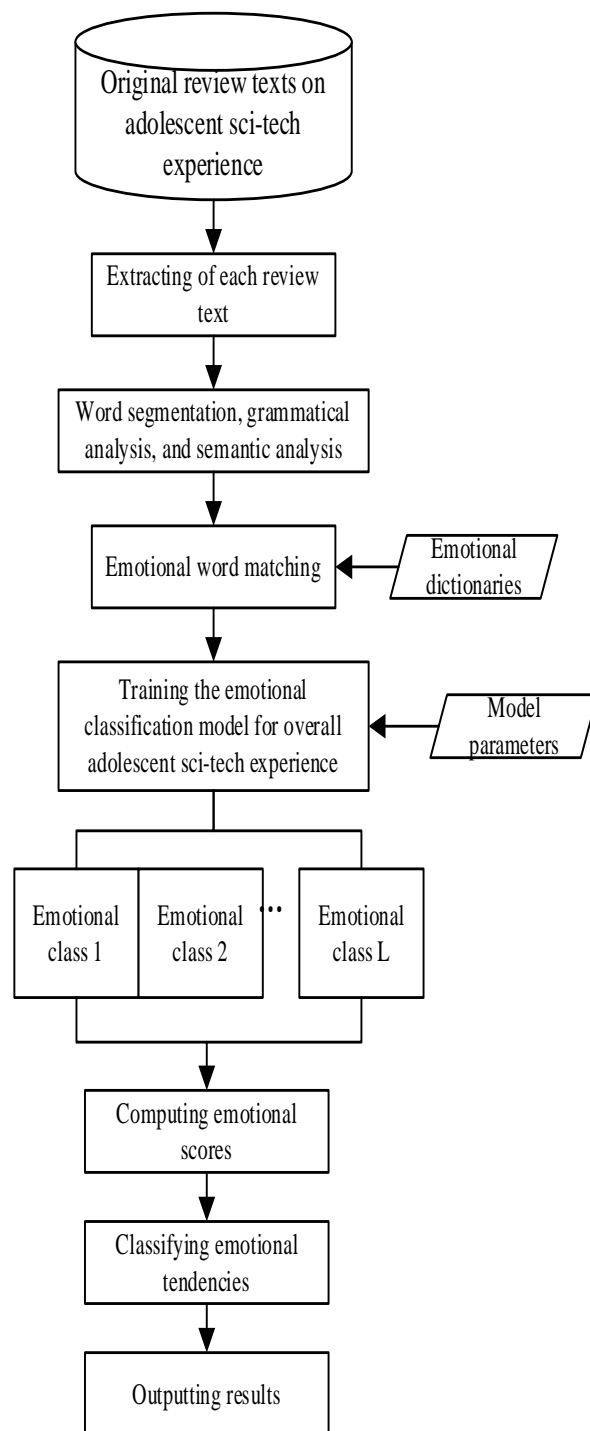 Original review texts on
adolescent sci-tech
experience
Extracting of each review
text
Word segmentation, grammatical
analysis, and semantic analysis
Emotional word matching
Emotional
dictionaries
Training the emotional
classification model for overall
adolescent sci-tech experience
Model
parameters
Emotional
class 1
Emotional
class 2
...
Emotional
class L
Computing emotional
scores
Classifying emotional
tendencies
Outputting results